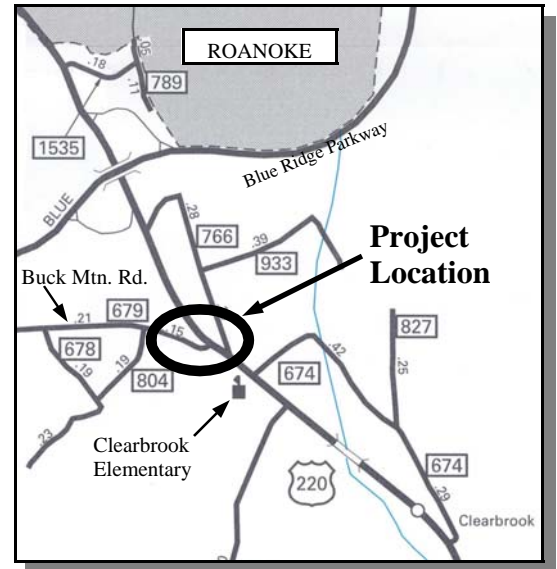 ROANOKE
.18
.05
.11
789
1535
Blue Ridge Parkway
BLUE
.28
766
.39
933
Project
Location
Buck Mtn. Rd.
679
.21
.15
827
678
.19
.19
804
674
.42
.25
.23
Clearbrook
Elementary
220
674
.29
Clearbrook